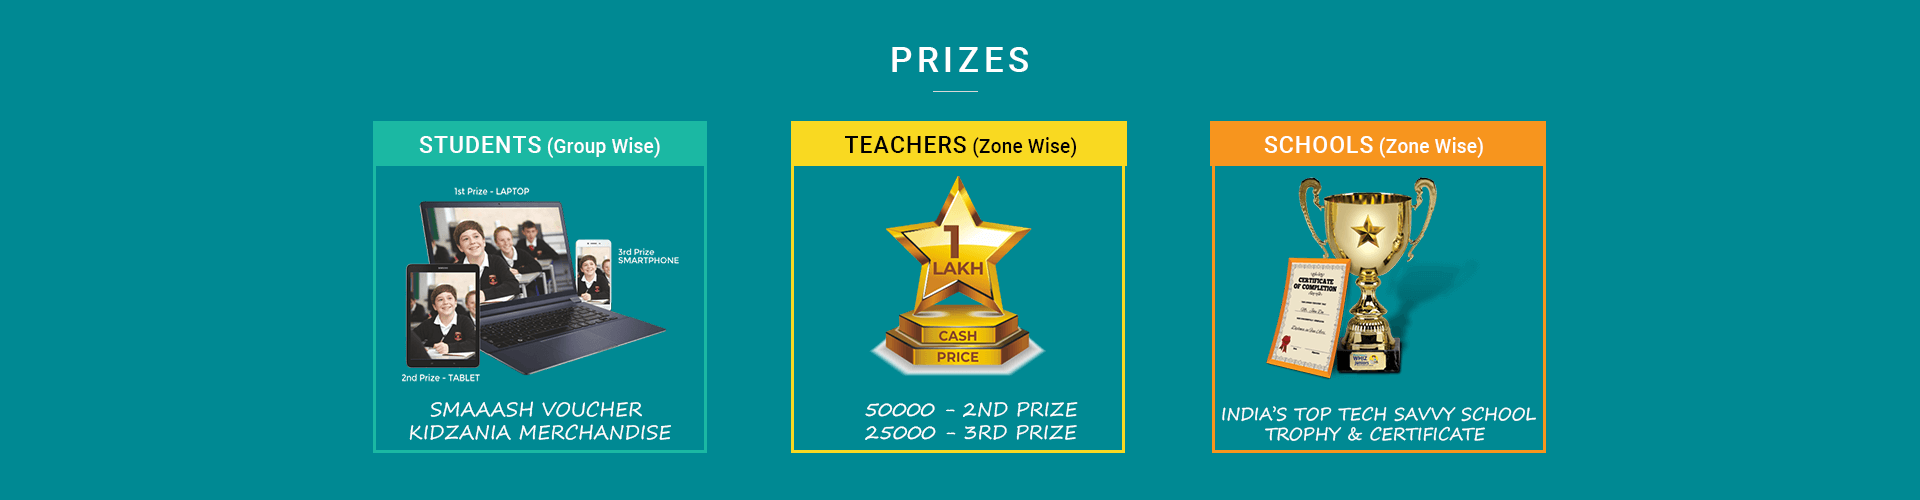 PRIZES
STUDENTS (Group Wise)
1st Prize - LAPTOP
3rd Prize
SMARTPHONE
2nd Prize - TABLET
SMAAASH VOUCHER
KIDZANIA MERCHANDISE
TEACHERS (Zone Wise)
1
LAKH
CASH
PRICE
50000 - 2ND PRIZE
25000 - 3RD PRIZE
SCHOOLS (Zone Wise)
CERTIFICATE
OF COMPLETION
WHIZ
INDIA'S TOP TECH SAVVY SCHOOL
TROPHY & CERTIFICATE